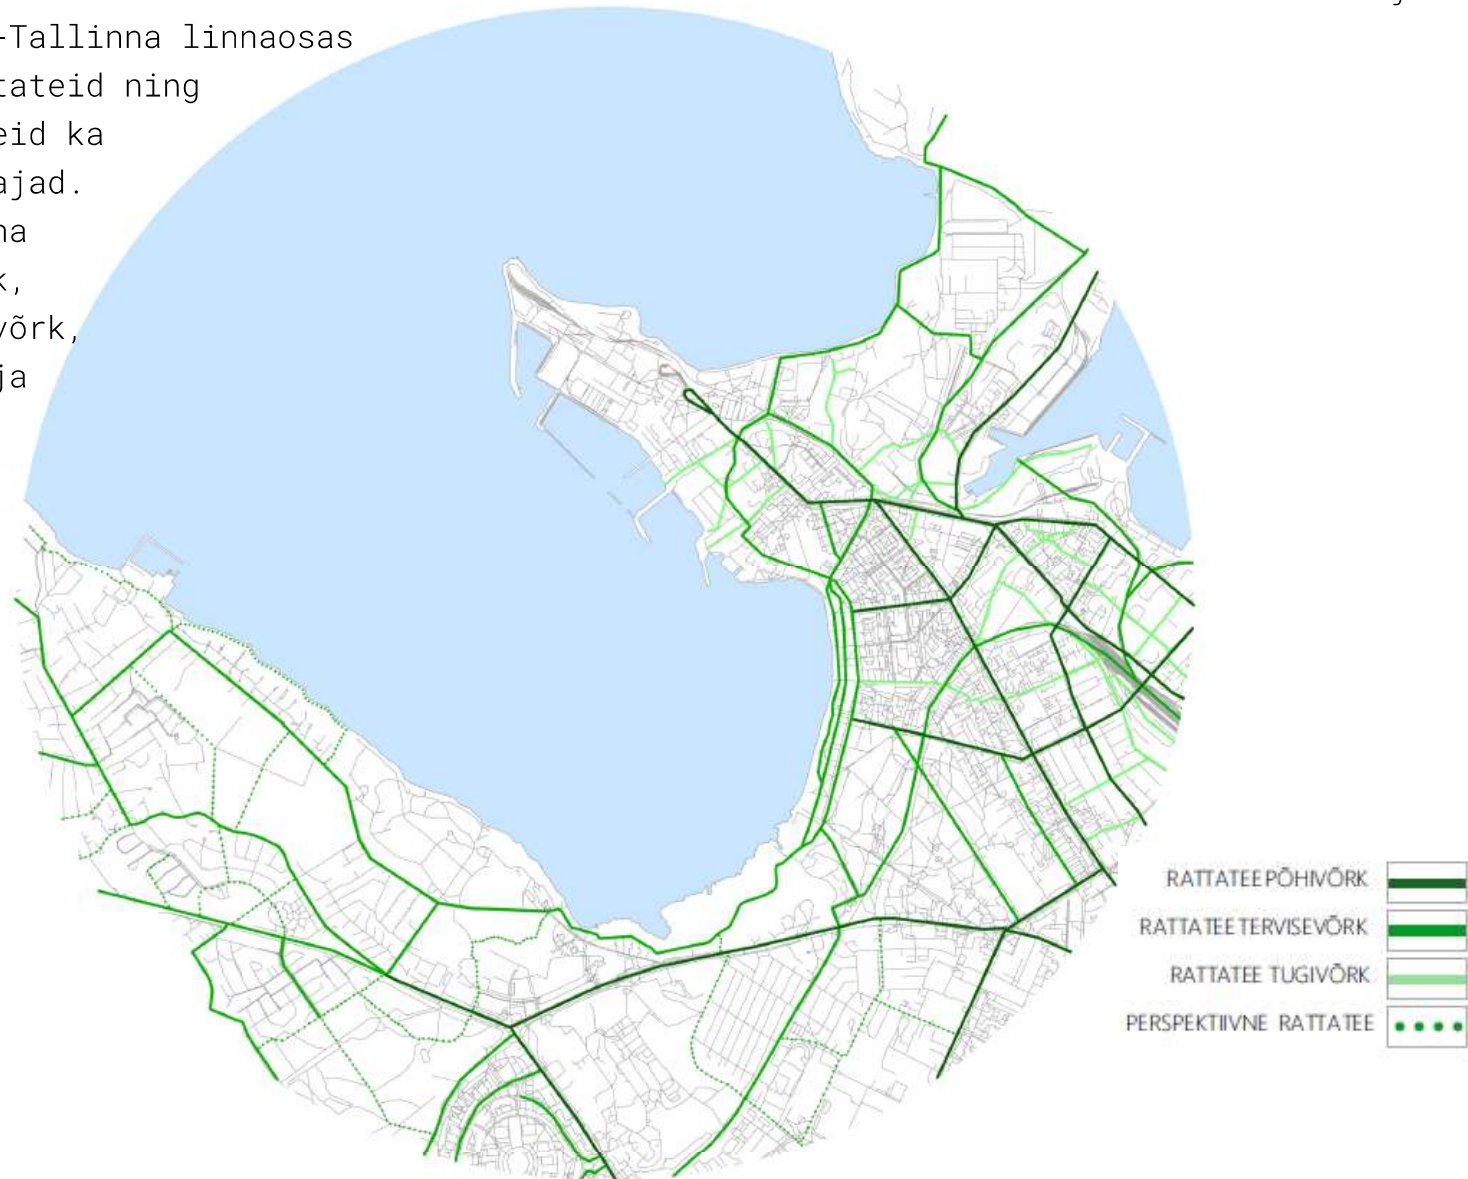 -Tallinna linnaosas
tateid ning
eid ka
ajad.
na
k,
võrk,
ja
RATTATEE PÕHIVÕRK
RATTATEE TERVISEVÕRK
RATTATEE TUGIVÕRK
PERSPEKTIIVNE RATTATEE